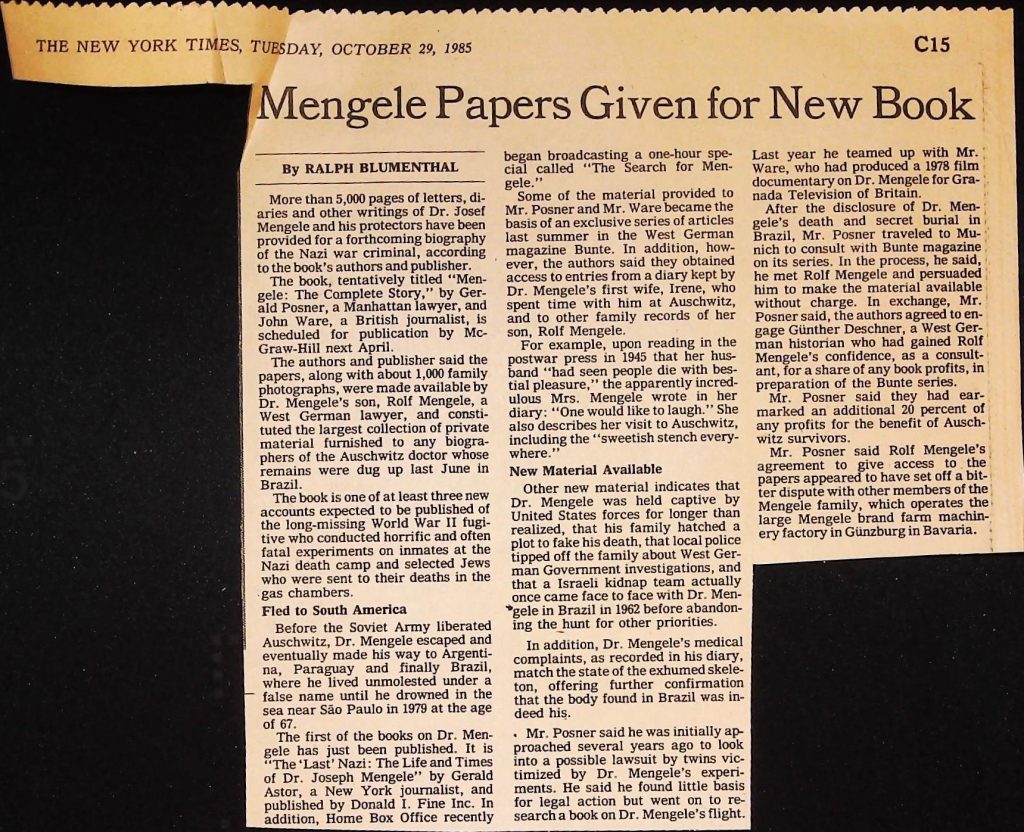 THE NEW YORK TIMES, TUESDAY, OCTOBER 29, 1985
C15
Mengele Papers Given for New Book
By RALPH BLUMENTHAL
More than 5,000 pages of letters, di-
aries and other writings of Dr. Josef
Mengele and his protectors have been
provided for a forthcoming biography
of the Nazi war criminal, according
to the book's authors and publisher.
The book, tentatively titled "Men-
gele: The Complete Story," by Ger-
ald Posner, a Manhattan lawyer, and
John Ware, a British journalist, is
scheduled for publication by Mc-
Graw-Hill next April.
The authors and publisher said the
papers, along with about 1,000 family
photographs, were made available by
Dr. Mengele's son, Rolf Mengele, a
West German lawyer, and consti-
tuted the largest collection of private
material furnished to any biogra-
phers of the Auschwitz doctor whose
remains were dug up last June in
Brazil.
The book is one of at least three new
accounts expected to be published of
the long-missing World War II fugi-
tive who conducted horrific and often
fatal experiments on inmates at the
Nazi death camp and selected Jews
who were sent to their deaths in the
gas chambers.
Fled to South America
Before the Soviet Army liberated
Auschwitz, Dr. Mengele escaped and
eventually made his way to Argenti-
na, Paraguay and finally Brazil,
where he lived unmolested under a
false name until he drowned in the
sea near São Paulo in 1979 at the age
of 67.
The first of the books on Dr. Men-
gele has just been published. It is
"The 'Last' Nazi: The Life and Times
of Dr. Joseph Mengele" by Gerald
Astor, a New York journalist, and
published by Donald I. Fine Inc. In
addition, Home Box Office recently
began broadcasting a one-hour spe-
cial called "The Search for Men-
gele."
Some of the material provided to
Mr. Posner and Mr. Ware became the
basis of an exclusive series of articles
last summer in the West German
magazine Bunte. In addition, how-
ever, the authors said they obtained
access to entries from a diary kept by
Dr. Mengele's first wife, Irene, who
spent time with him at Auschwitz,
and to other family records of her
son, Rolf Mengele.
For example, upon reading in the
postwar press in 1945 that her hus-
band "had seen people die with bes-
tial pleasure," the apparently incred-
ulous Mrs. Mengele wrote in her
diary: "One would like to laugh." She
also describes her visit to Auschwitz,
including the "sweetish stench every-
where."
New Material Available
Other new material indicates that
Dr. Mengele was held captive by
United States forces for longer than
realized, that his family hatched a
plot to fake his death, that local police
tipped off the family about West Ger-
man Government investigations, and
that a Israeli kidnap team actually
once came face to face with Dr. Men-
gele in Brazil in 1962 before abandon-
ing the hunt for other priorities.
In addition, Dr. Mengele's medical
complaints, as recorded in his diary,
match the state of the exhumed skele-
ton, offering further confirmation
that the body found in Brazil was in-
deed his.
Mr. Posner said he was initially ap-
proached several years ago to look
into a possible lawsuit by twins vic-
timized by Dr. Mengele's experi-
ments. He said he found little basis
for legal action but went on to re-
search a book on Dr. Mengele's flight.
Last year he teamed up with Mr.
Ware, who had produced a 1978 film
documentary on Dr. Mengele for Gra-
nada Television of Britain.
After the disclosure of Dr. Men-
gele's death and secret burial in
Brazil, Mr. Posner traveled to Mu-
nich to consult with Bunte magazine
on its series. In the process, he said,
he met Rolf Mengele and persuaded
him to make the material available
without charge. In exchange, Mr.
Posner said, the authors agreed to en-
gage Günther Deschner, a West Ger-
man historian who had gained Rolf
Mengele's confidence, as a consult-
ant, for a share of any book profits, in
preparation of the Bunte series.
Mr. Posner said they had ear-
marked an additional 20 percent of
any profits for the benefit of Ausch-
witz survivors.
Mr. Posner said Rolf Mengele's
agreement to give access to the
papers appeared to have set off a bit-
ter dispute with other members of the
Mengele family, which operates the
large Mengele brand farm machin-
ery factory in Günzburg in Bavaria.